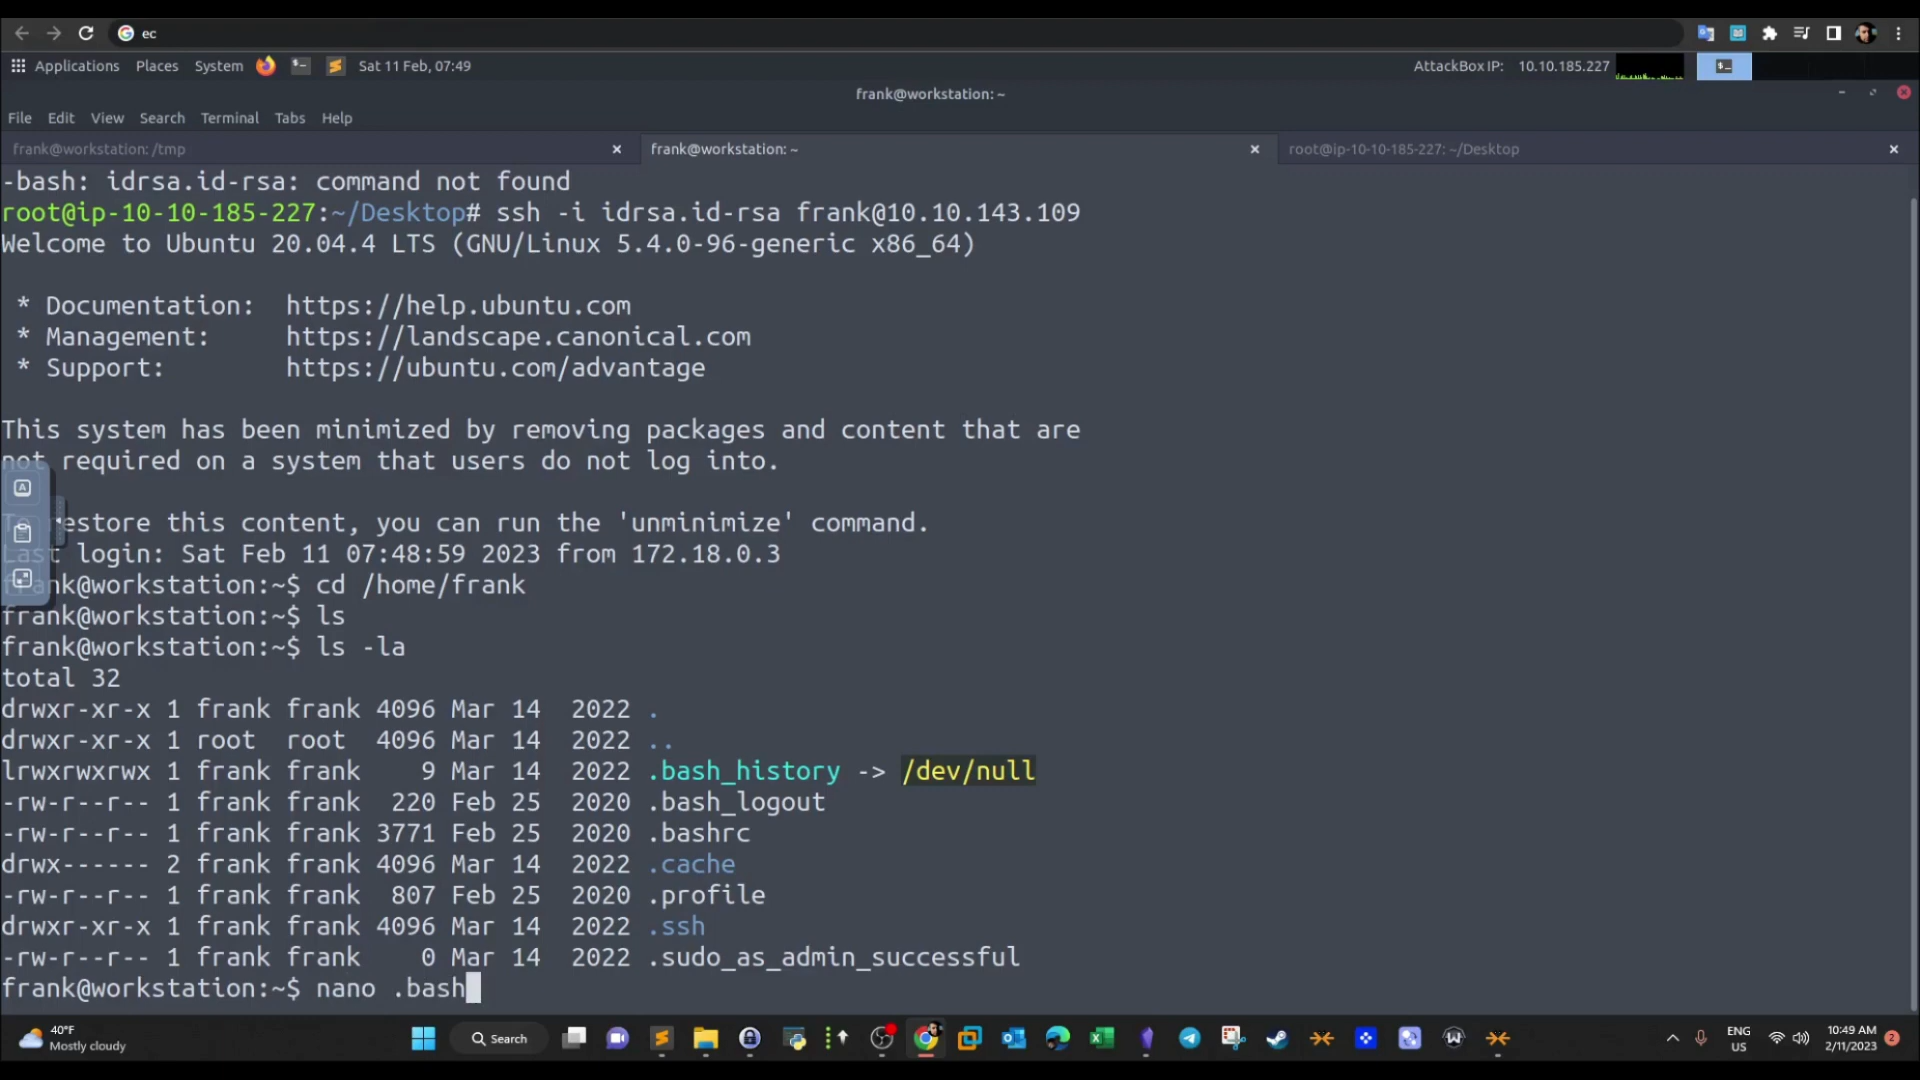 ec
Applications Places System Sat 11 Feb, 07:49 AttackBox IP: 10.10.185.227
frank@workstation: ~
File Edit View Search Terminal Tabs Help
frank@workstation: /tmp × frank@workstation: ~ × root@ip-10-10-185-227: ~/Desktop ×
-bash: idrsa.id-rsa: command not found
root@ip-10-10-185-227:~/Desktop# ssh -i idrsa.id-rsa frank@10.10.143.109
Welcome to Ubuntu 20.04.4 LTS (GNU/Linux 5.4.0-96-generic x86_64)
* Documentation: https://help.ubuntu.com
* Management: https://landscape.canonical.com
* Support: https://ubuntu.com/advantage
This system has been minimized by removing packages and content that are
not required on a system that users do not log into.
To restore this content, you can run the 'unminimize' command.
Last login: Sat Feb 11 07:48:59 2023 from 172.18.0.3
frank@workstation:~$ cd /home/frank
frank@workstation:~$ ls
frank@workstation:~$ ls -la
total 32
drwxr-xr-x 1 frank frank 4096 Mar 14 2022 .
drwxr-xr-x 1 root root 4096 Mar 14 2022 ..
lrwxrwxrwx 1 frank frank 9 Mar 14 2022 .bash_history -> /dev/null
-rw-r--r-- 1 frank frank 220 Feb 25 2020 .bash_logout
-rw-r--r-- 1 frank frank 3771 Feb 25 2020 .bashrc
drwx------ 2 frank frank 4096 Mar 14 2022 .cache
-rw-r--r-- 1 frank frank 807 Feb 25 2020 .profile
drwxr-xr-x 1 frank frank 4096 Mar 14 2022 .ssh
-rw-r--r-- 1 frank frank 0 Mar 14 2022 .sudo_as_admin_successful
frank@workstation:~$ nano .bash
40°F
Mostly cloudy
Search
ENG
US
10:49 AM
2/11/2023
2